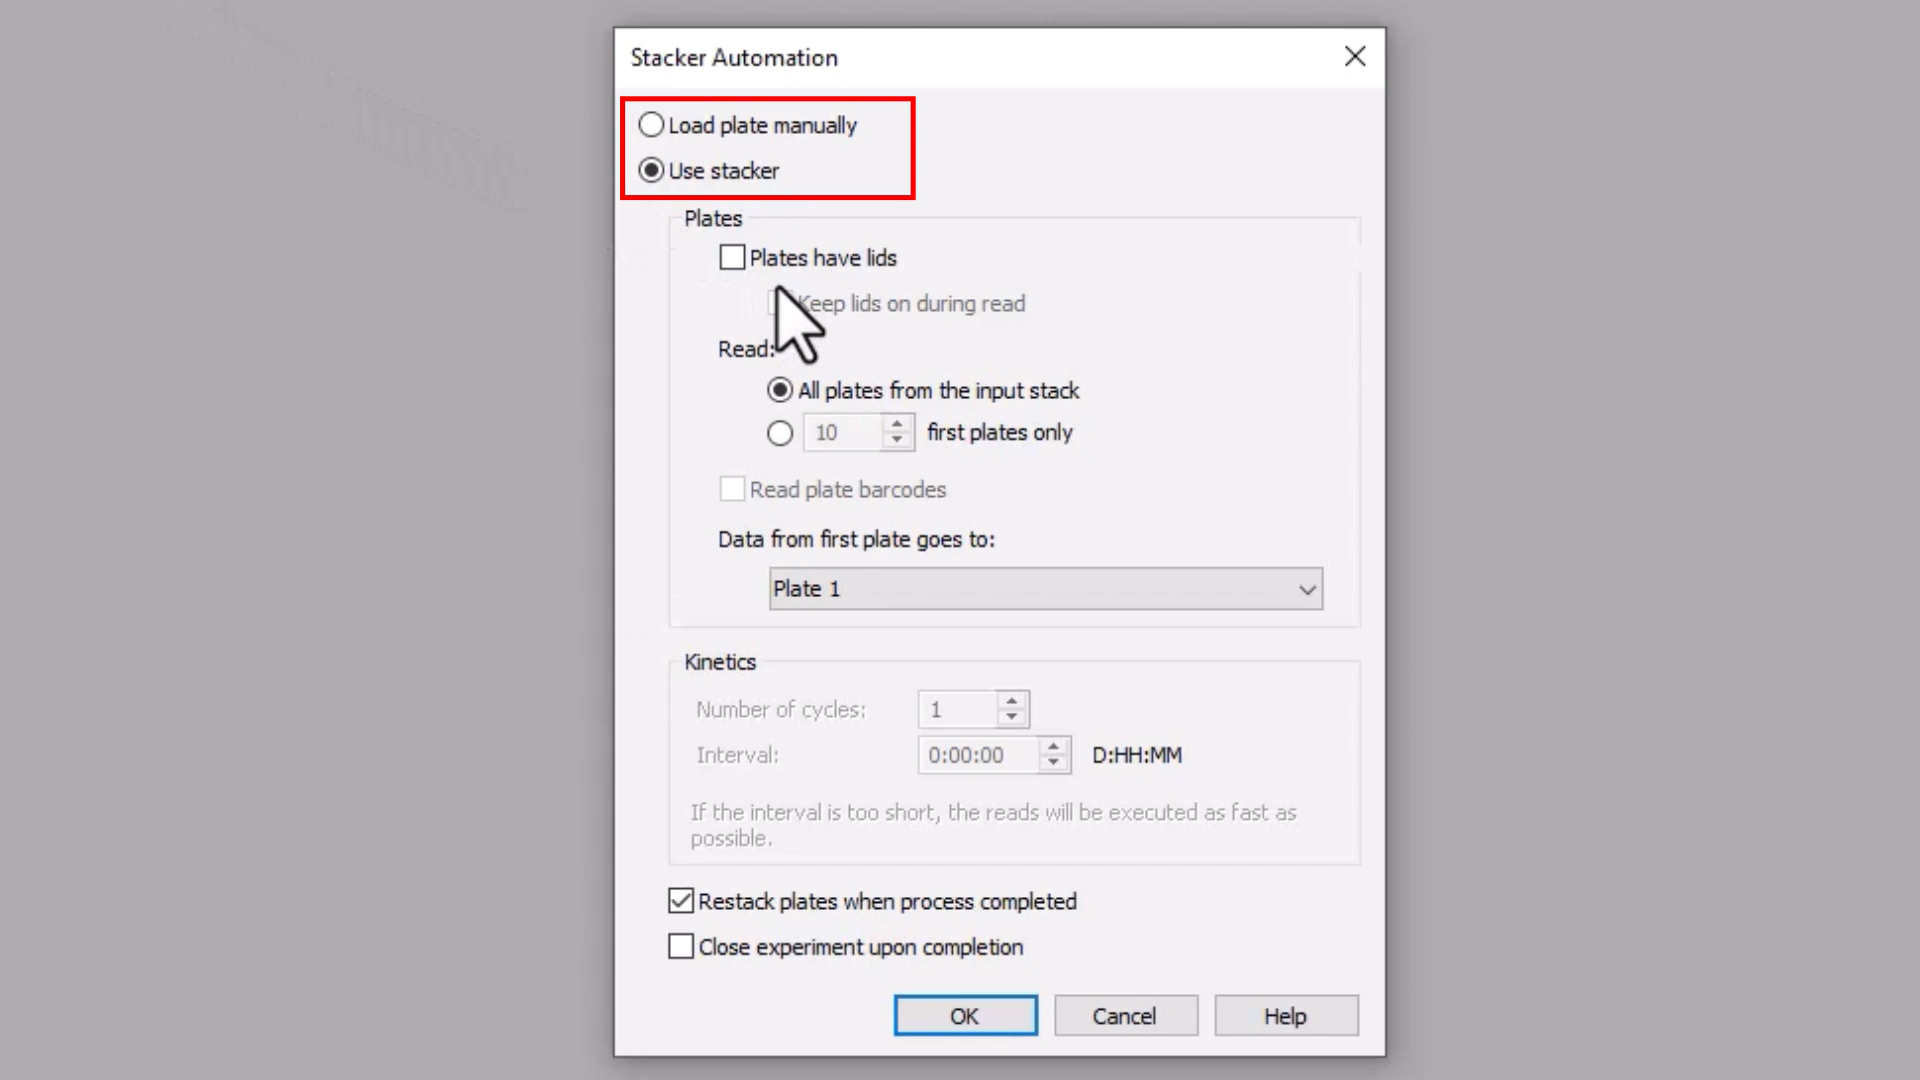 Stacker Automation
Load plate manually
Use stacker
Plates
Plates have lids
Keep lids on during read
Read:
All plates from the input stack
10 first plates only
Read plate barcodes
Data from first plate goes to:
Plate 1
Kinetics
Number of cycles: 1
Interval: 0:00:00 D:HH:MM
If the interval is too short, the reads will be executed as fast as
possible.
Restack plates when process completed
Close experiment upon completion
OK Cancel Help